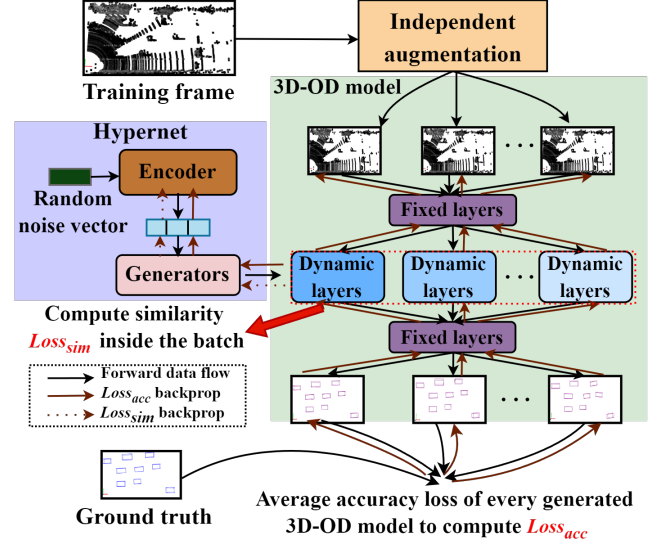 Independent
augmentation
Training frame
3D-OD model
Hypernet
Encoder
Random
noise vector
Generators
Fixed layers
Dynamic
layers
Dynamic
layers
Dynamic
layers
Fixed layers
Compute similarity
Loss_sim inside the batch
Forward data flow
Loss_acc backprop
Loss_sim backprop
Ground truth
Average accuracy loss of every generated
3D-OD model to compute Loss_acc